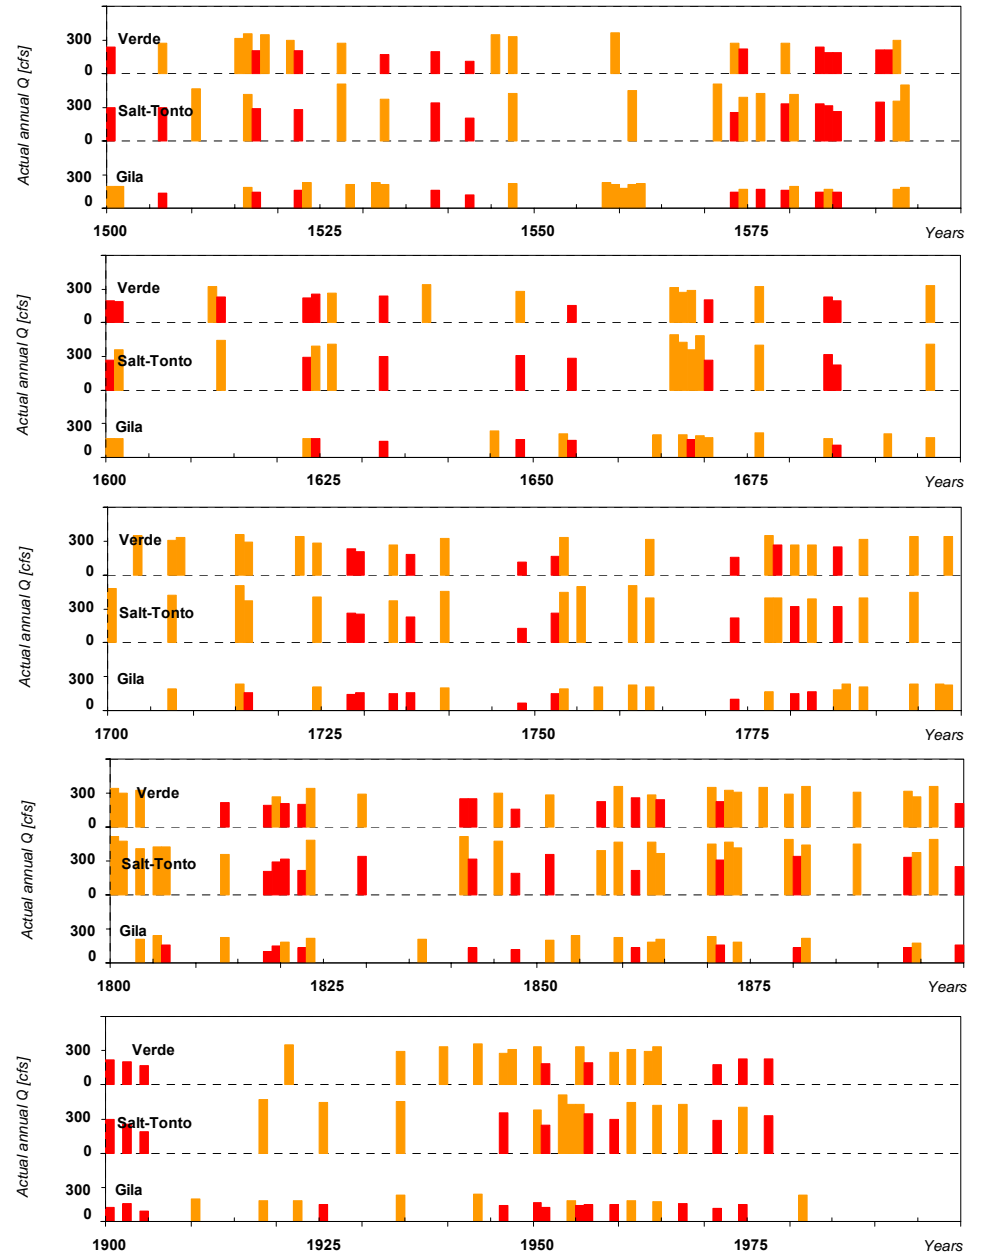 Actual annual Q [cfs]
300
Verde
0
300
Salt-Tonto
0
300
Gila
0
1500 1525 1550 1575 Years
Actual annual Q [cfs]
300
Verde
0
300
Salt-Tonto
0
300
Gila
0
1600 1625 1650 1675 Years
Actual annual Q [cfs]
300
Verde
0
300
Salt-Tonto
0
300
Gila
0
1700 1725 1750 1775 Years
Actual annual Q [cfs]
300
Verde
0
300
Salt-Tonto
0
300
Gila
0
1800 1825 1850 1875 Years
Actual annual Q [cfs]
300
Verde
0
300
Salt-Tonto
0
300
Gila
0
1900 1925 1950 1975 Years